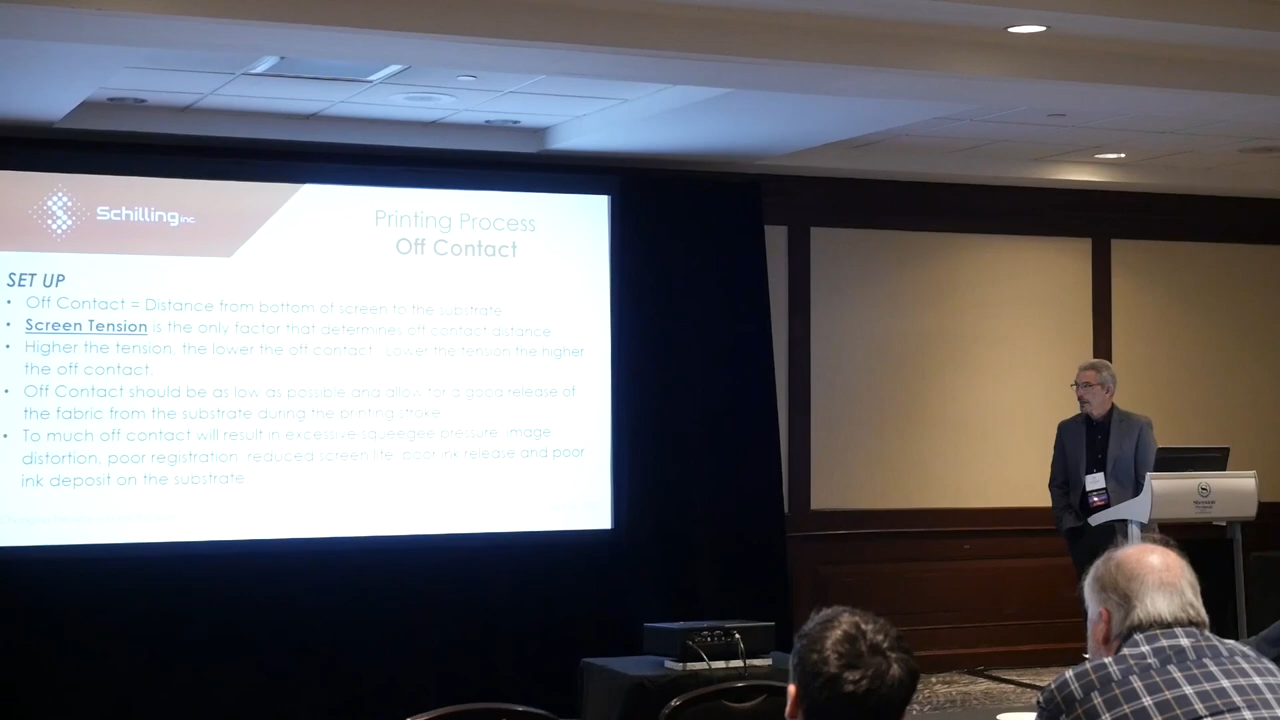 Schilling inc.
Printing Process
Off Contact
SET UP
• Off Contact = Distance from bottom of screen to the substrate
• Screen Tension is the only factor that determines off contact distance
• Higher the tension, the lower the off contact. Lower the tension the higher
the off contact.
• Off Contact should be as low as possible and allow for a good release of
the fabric from the substrate during the printing stroke
• To much off contact will result in excessive squeegee pressure, image
distortion, poor registration, reduced screen life, poor ink release and poor
ink deposit on the substrate
Sheraton